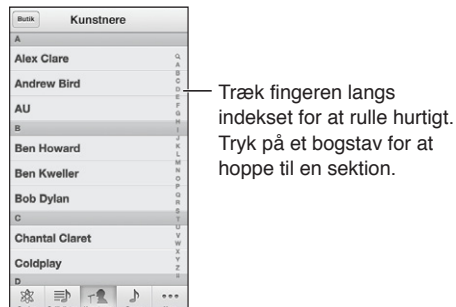 Butik Kunstnere
A
Alex Clare
Andrew Bird
AU
B
Ben Howard
Ben Kweller
Bob Dylan
C
Chantal Claret
Coldplay
D
A
B
C
D
E
F
G
H
I
J
K
L
M
N
O
P
Q
R
S
T
U
V
W
X
Y
Z
#
Træk fingeren langs
indekset for at rulle hurtigt.
Tryk på et bogstav for at
hoppe til en sektion.